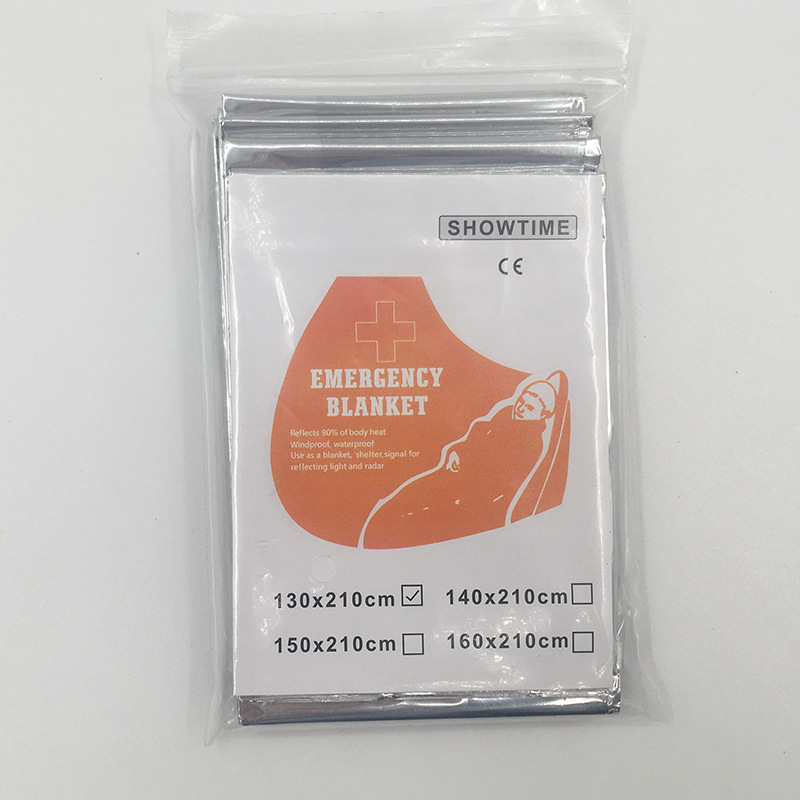 SHOWTIME
CE
EMERGENCY
BLANKET
Reflects 90% of body heat
Windproof, waterproof
Use as a blanket, shelter,signal for
reflecting light and radar
130x210cm ☑ 140x210cm ☐
150x210cm ☐ 160x210cm ☐